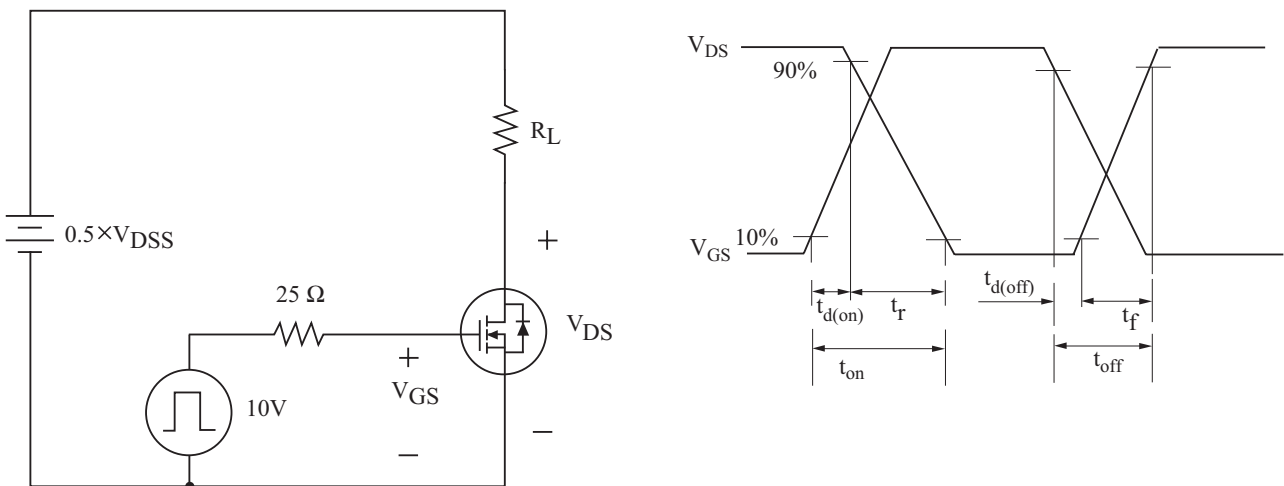 R_L
0.5×V_DSS
25 Ω
+
V_DS
−
+
V_GS
−
10V
V_DS
90%
10%
V_GS
t_d(on)
t_r
t_on
t_d(off)
t_f
t_off